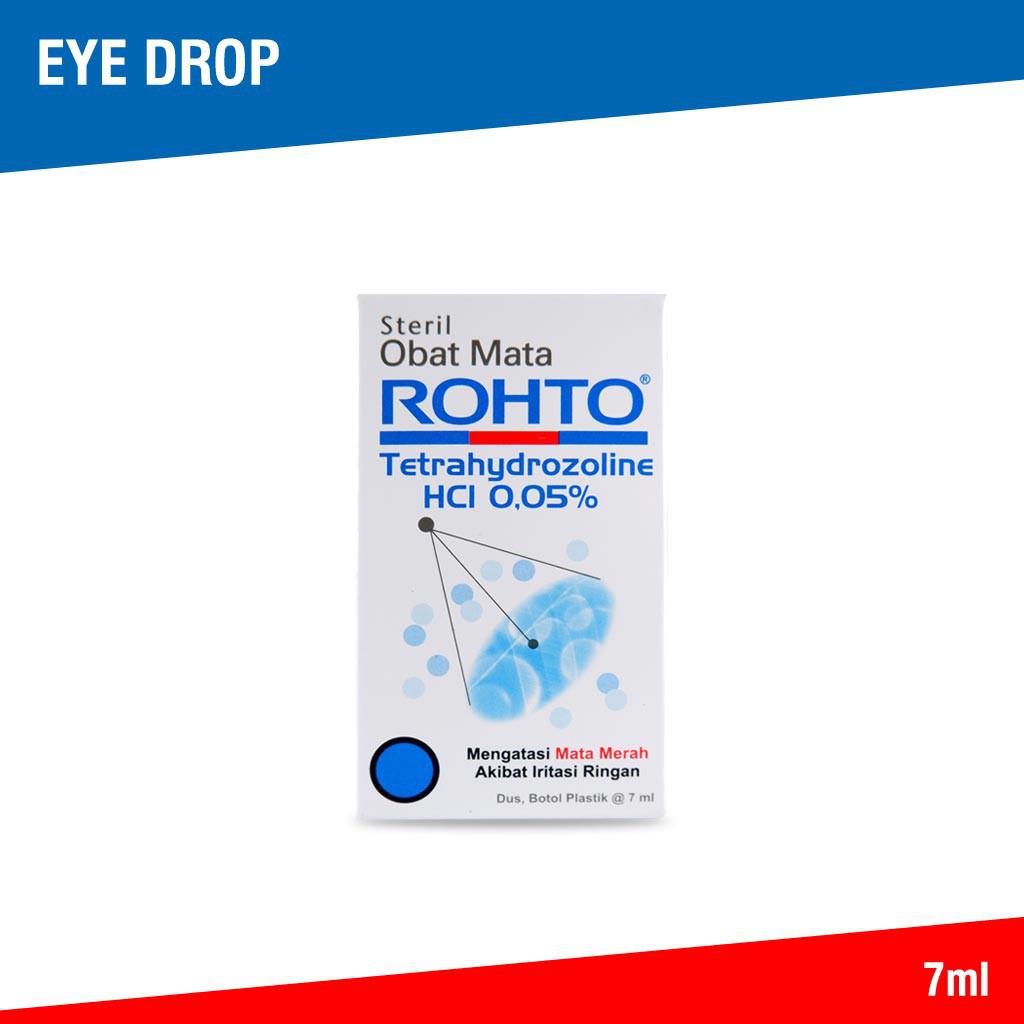 EYE DROP
Steril
Obat Mata
ROHTO®
Tetrahydrozoline
HCl 0,05%
Mengatasi Mata Merah
Akibat Iritasi Ringan
Dus, Botol Plastik @ 7 ml
7ml